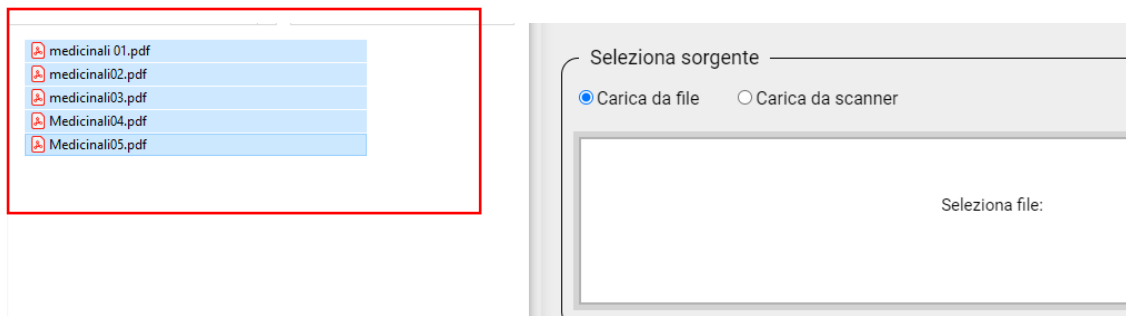 medicinali 01.pdf
medicinali02.pdf
medicinali03.pdf
Medicinali04.pdf
Medicinali05.pdf
Seleziona sorgente
Carica da file
Carica da scanner
Seleziona file: